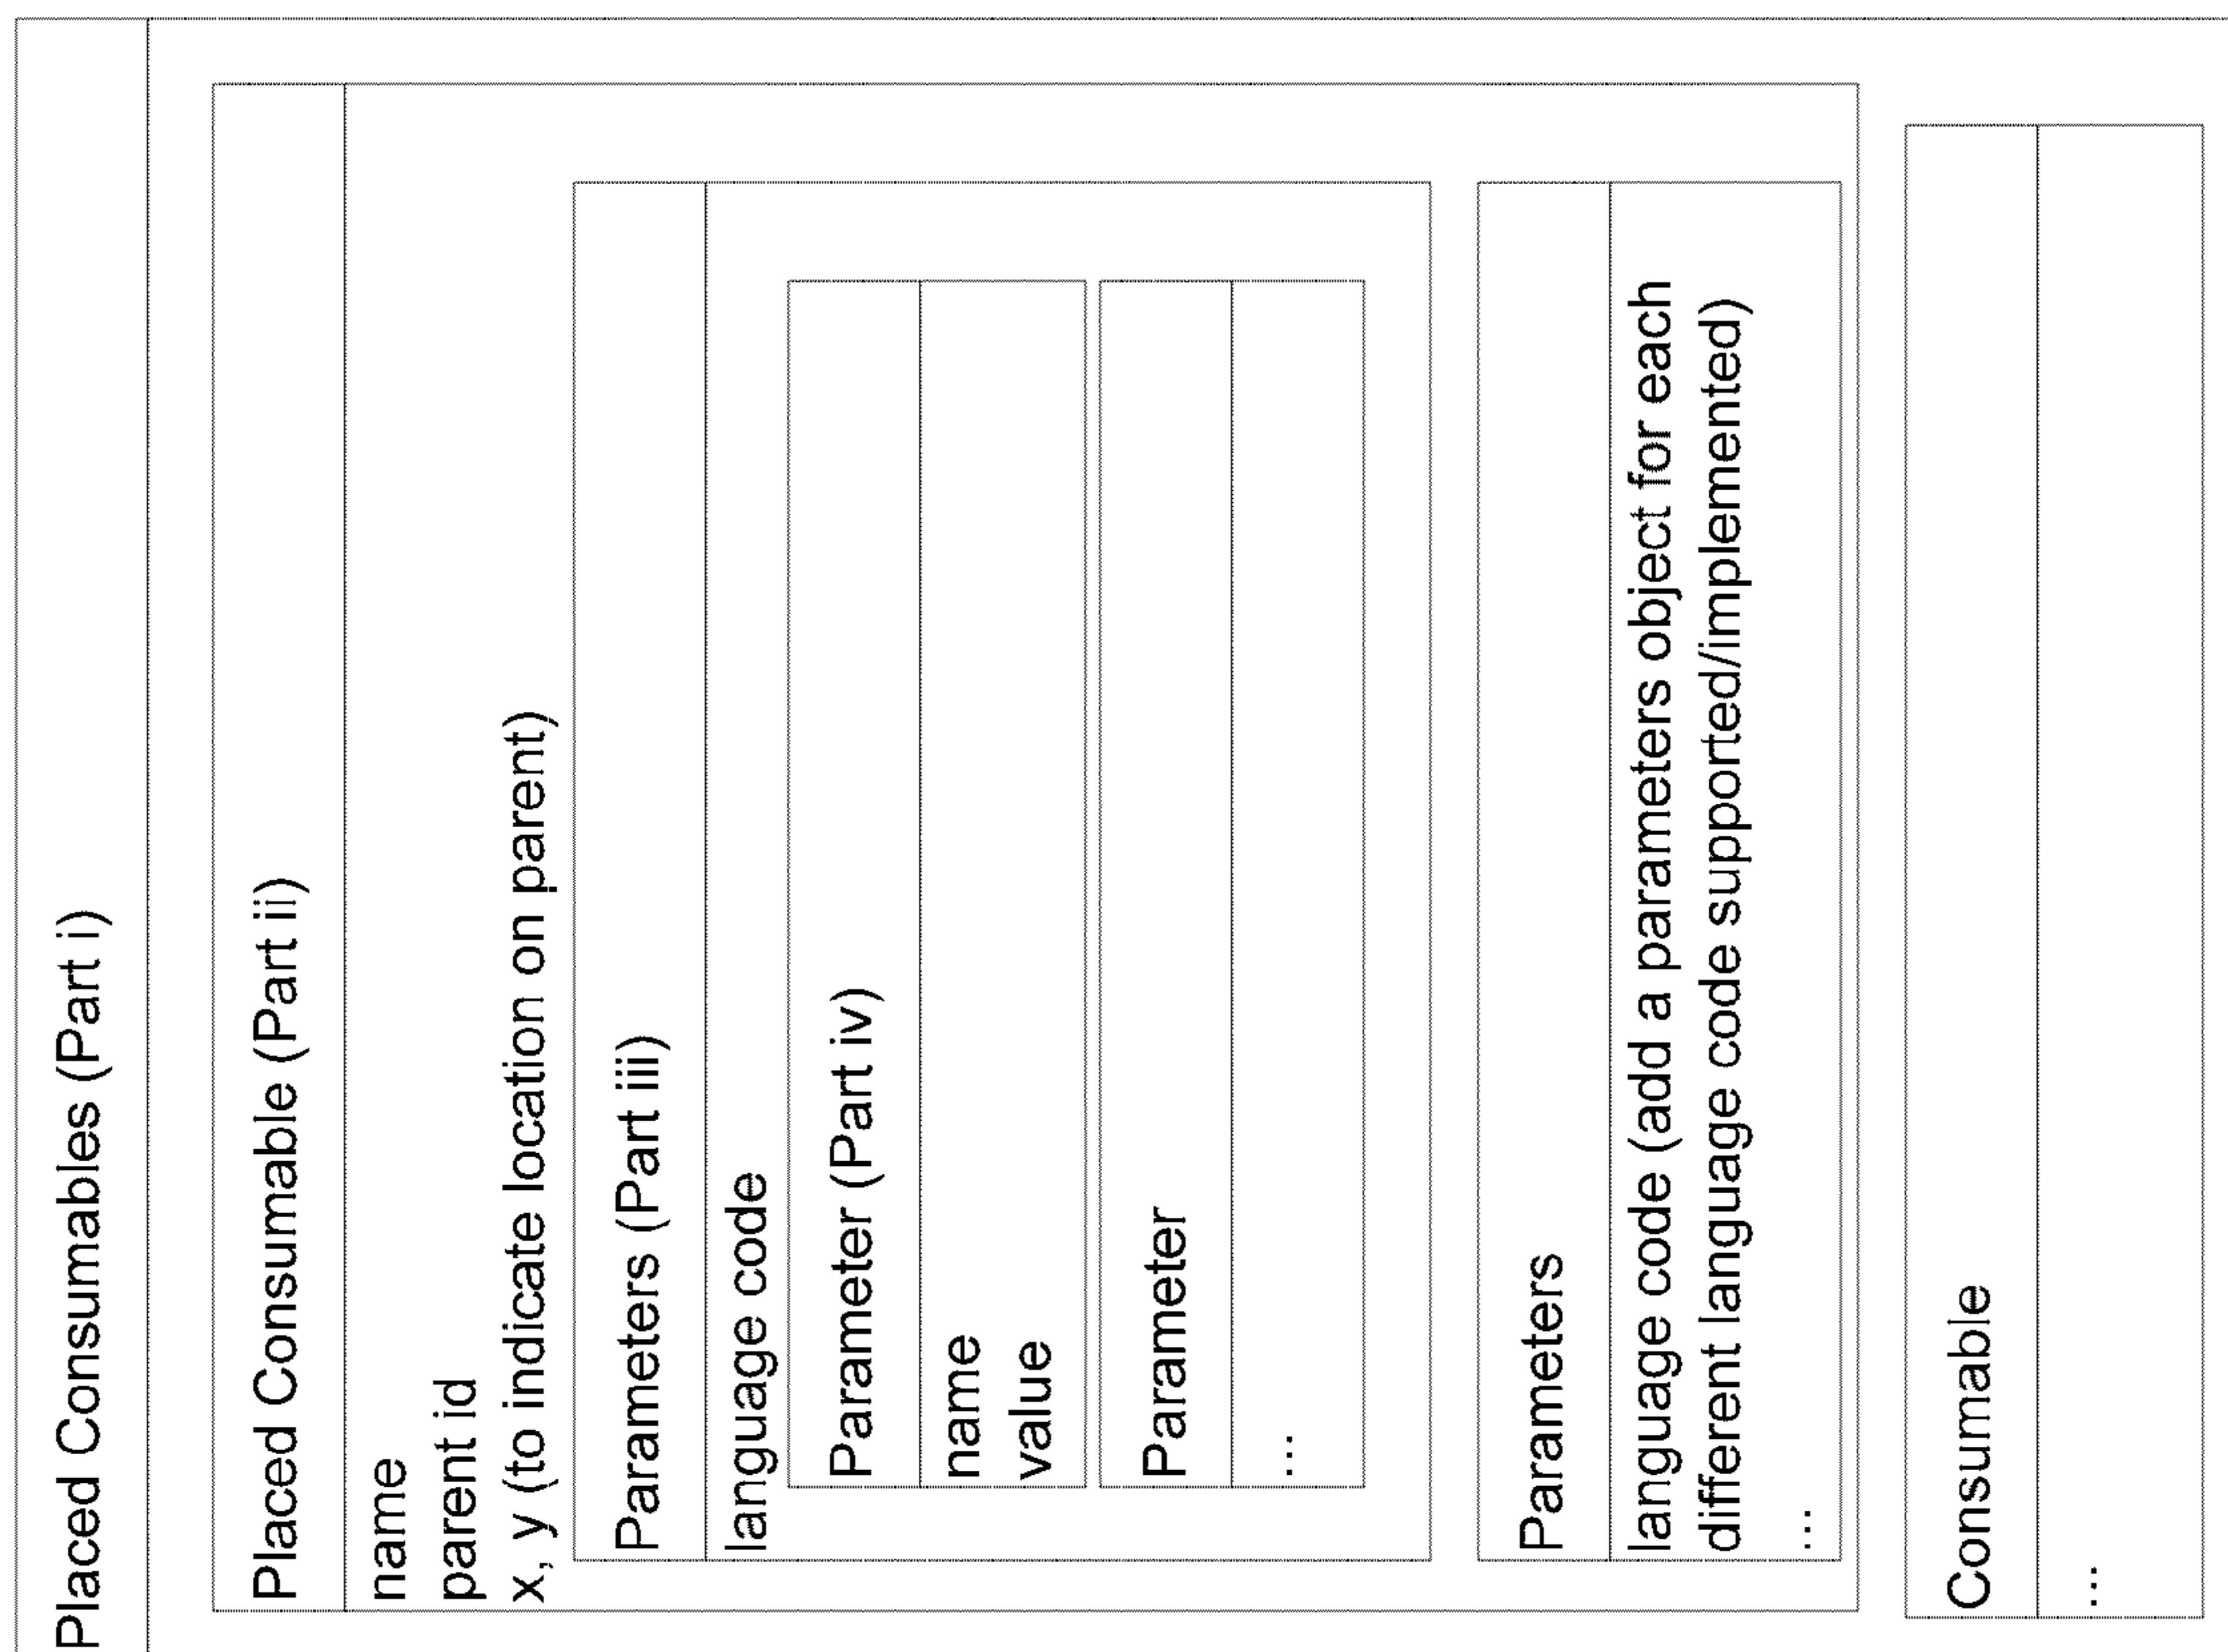 Placed Consumables (Part i)
Placed Consumable (Part ii)
name
parent id
x, y (to indicate location on parent)
Parameters (Part iii)
language code
Parameter (Part iv)
name
value
Parameter
...
Parameters
language code (add a parameters object for each
different language code supported/implemented)
...
Consumable
...